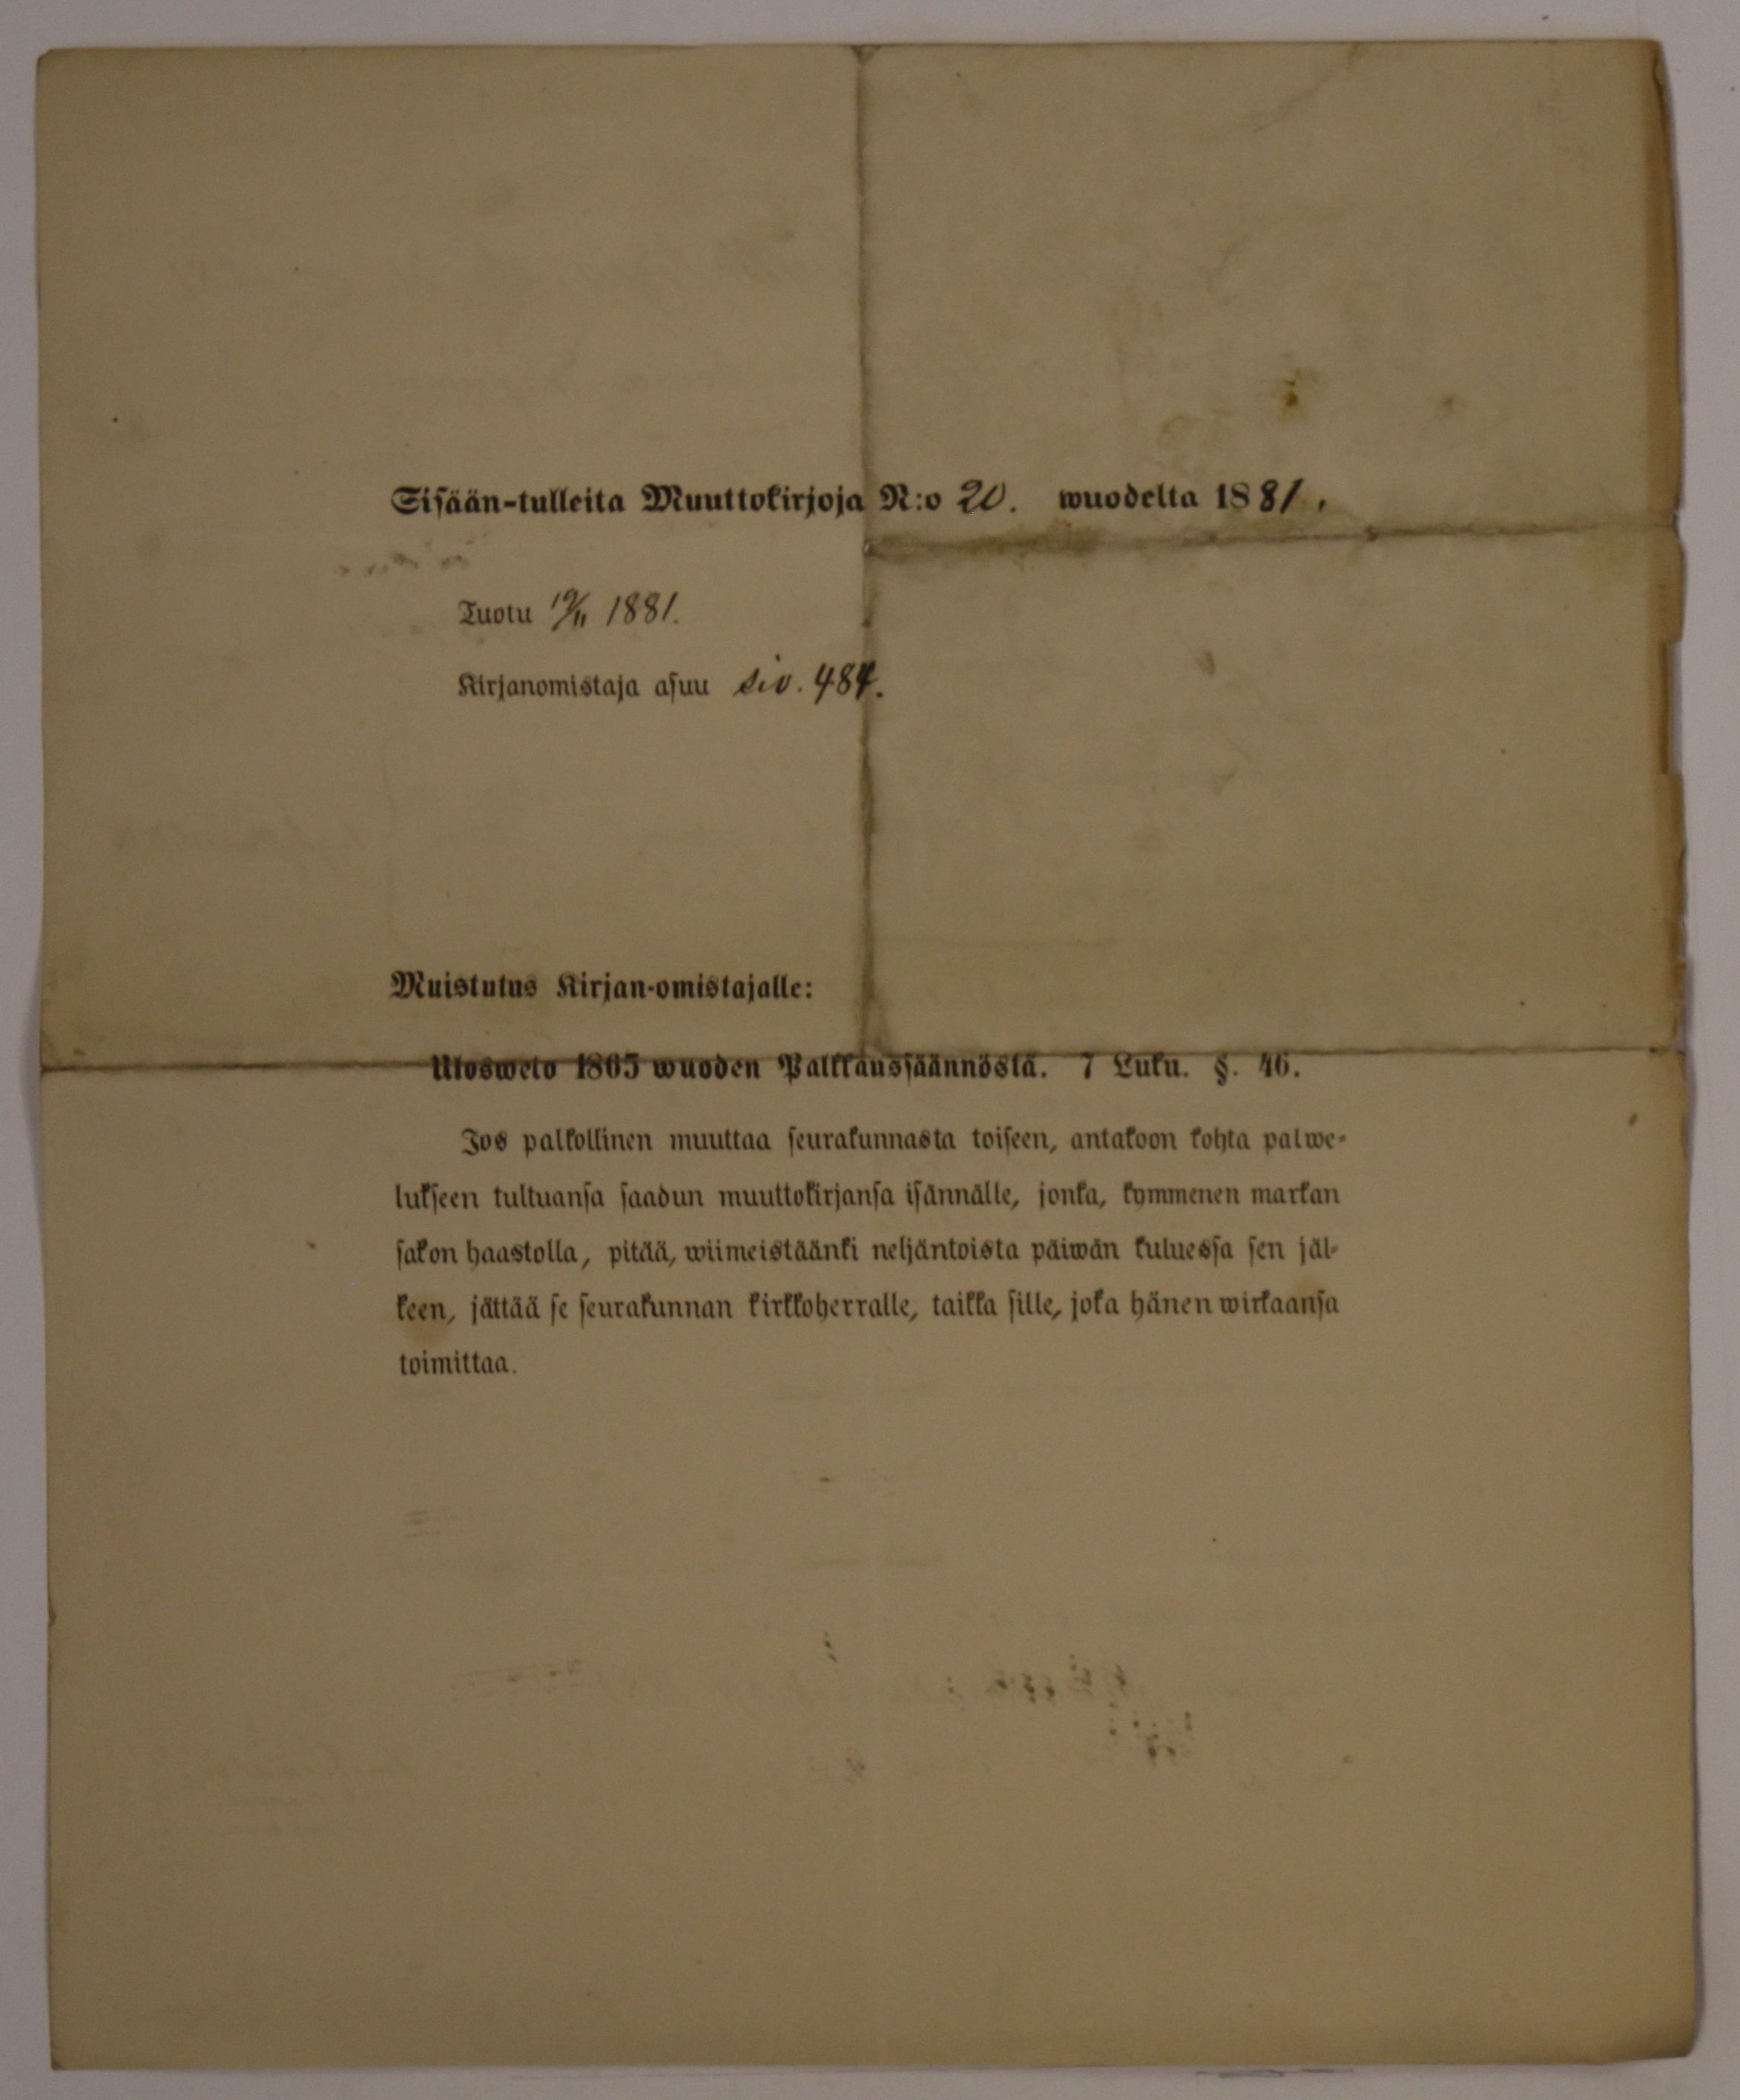 Sisään-tulleita Muuttokirjoja N:o 20. wuodelta 1881.
Tuotu 19/11 1881.
Kirjanomistaja asuu siv. 484.
Muistutus Kirjan-omistajalle:
Ulosweto 1865 wuoden Palkkaussäännöstä. 7 Luku. §. 46.
Jos palkollinen muuttaa seurakunnasta toiseen, antakoon kohta palwe-
lukseen tultuansa saadun muuttokirjansa isännälle, jonka, kymmenen markan
sakon haastolla, pitää, wiimeistäänki neljäntoista päiwän kuluessa sen jäl-
keen, jättää se seurakunnan kirkkoherralle, taikka sille, joka hänen wirkaansa
toimittaa.